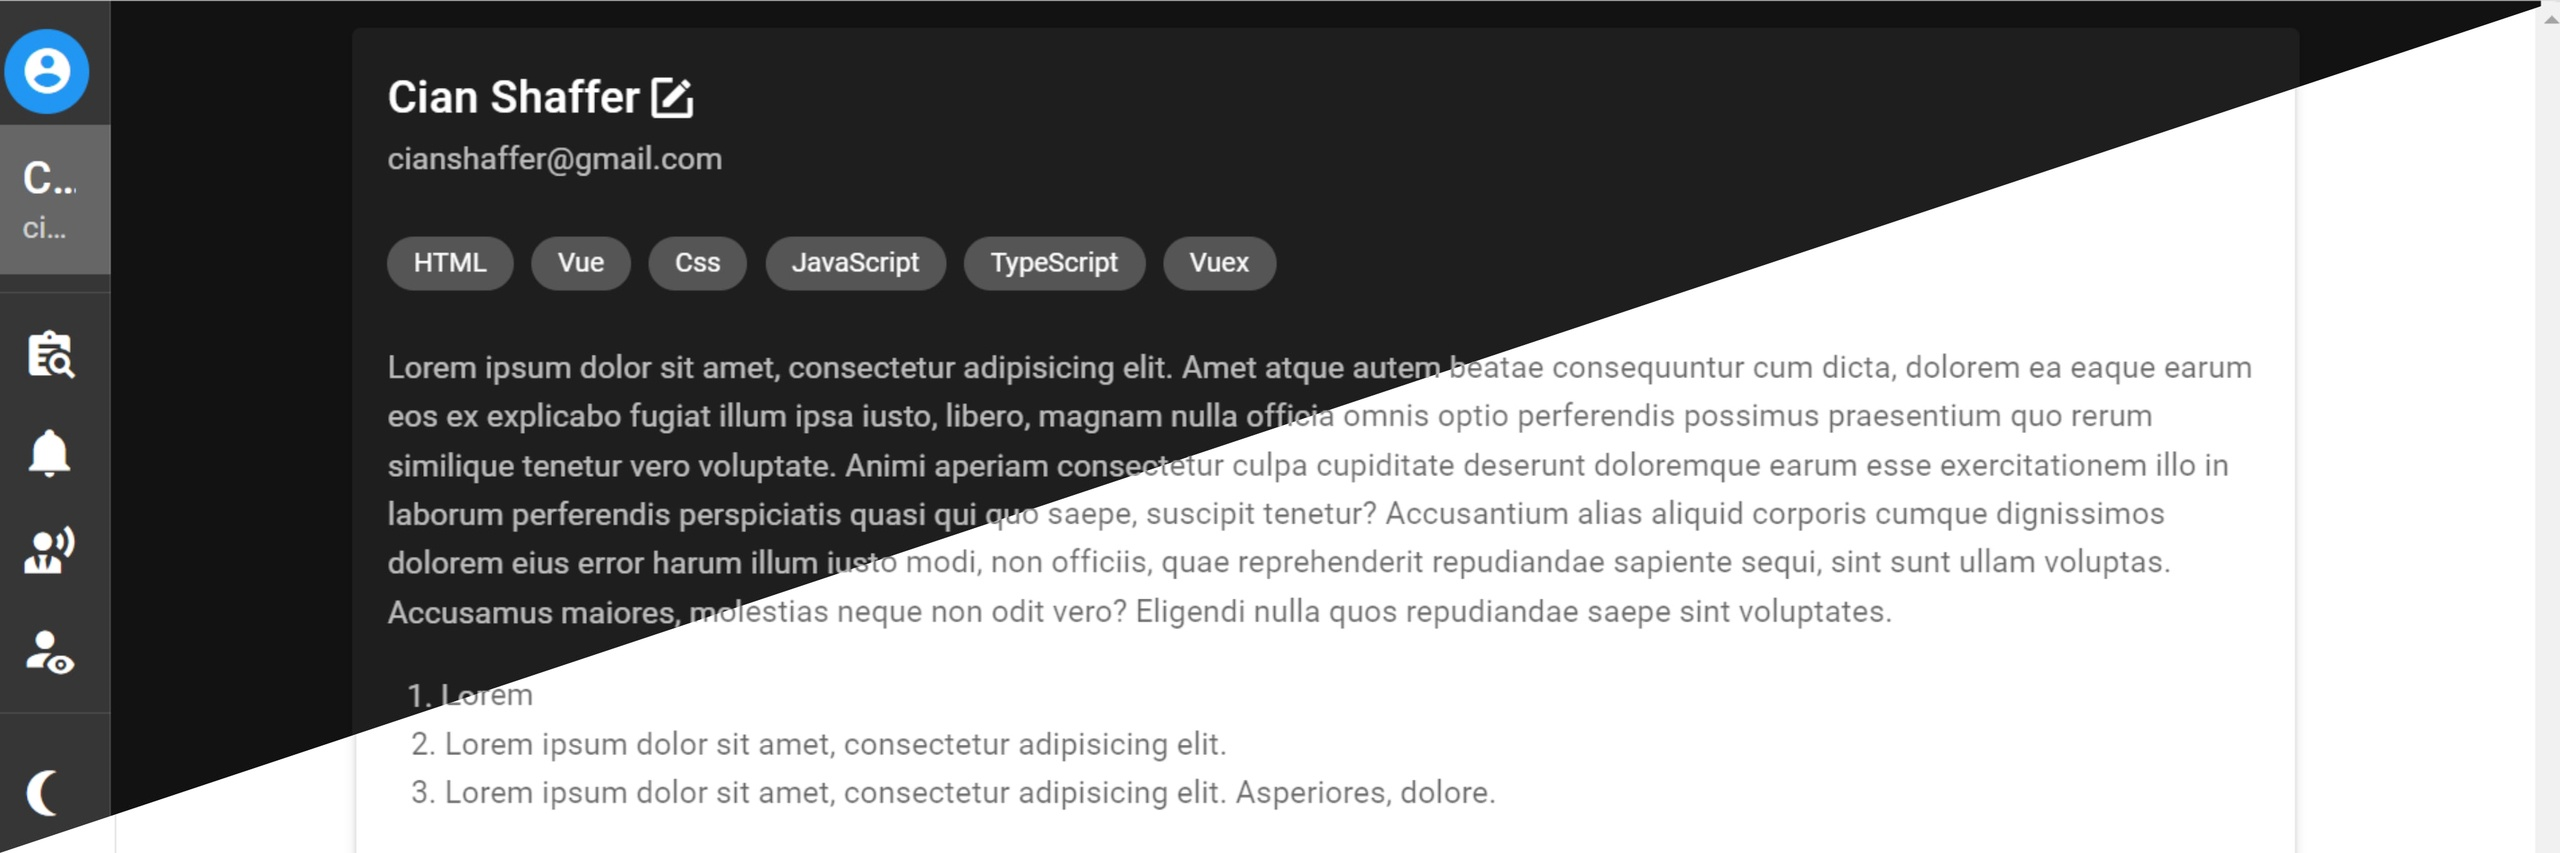 Cian Shaffer
cianshaffer@gmail.com
C...
ci...
HTML Vue Css JavaScript TypeScript Vuex
Lorem ipsum dolor sit amet, consectetur adipisicing elit. Amet atque autem beatae consequuntur cum dicta, dolorem ea eaque earum
eos ex explicabo fugiat illum ipsa iusto, libero, magnam nulla officia omnis optio perferendis possimus praesentium quo rerum
similique tenetur vero voluptate. Animi aperiam consectetur culpa cupiditate deserunt doloremque earum esse exercitationem illo in
laborum perferendis perspiciatis quasi qui quo saepe, suscipit tenetur? Accusantium alias aliquid corporis cumque dignissimos
dolorem eius error harum illum iusto modi, non officiis, quae reprehenderit repudiandae sapiente sequi, sint sunt ullam voluptas.
Accusamus maiores, molestias neque non odit vero? Eligendi nulla quos repudiandae saepe sint voluptates.
1. Lorem
2. Lorem ipsum dolor sit amet, consectetur adipisicing elit.
3. Lorem ipsum dolor sit amet, consectetur adipisicing elit. Asperiores, dolore.